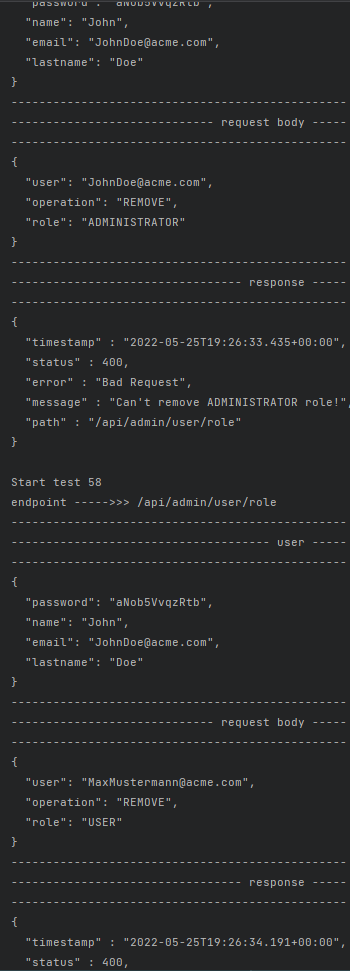 "password": "aNob5VvqzRtb",
"name": "John",
"email": "JohnDoe@acme.com",
"lastname": "Doe"
}
------------------------------------------------
----------------------------- request body -----
------------------------------------------------
{
"user": "JohnDoe@acme.com",
"operation": "REMOVE",
"role": "ADMINISTRATOR"
}
------------------------------------------------
--------------------------------- response -----
------------------------------------------------
{
"timestamp" : "2022-05-25T19:26:33.435+00:00",
"status" : 400,
"error" : "Bad Request",
"message" : "Can't remove ADMINISTRATOR role!",
"path" : "/api/admin/user/role"
}
Start test 58
endpoint ----->>> /api/admin/user/role
------------------------------------------------
------------------------------------- user -----
------------------------------------------------
{
"password": "aNob5VvqzRtb",
"name": "John",
"email": "JohnDoe@acme.com",
"lastname": "Doe"
}
------------------------------------------------
----------------------------- request body -----
------------------------------------------------
{
"user": "MaxMustermann@acme.com",
"operation": "REMOVE",
"role": "USER"
}
------------------------------------------------
--------------------------------- response -----
------------------------------------------------
{
"timestamp" : "2022-05-25T19:26:34.191+00:00",
"status" : 400,